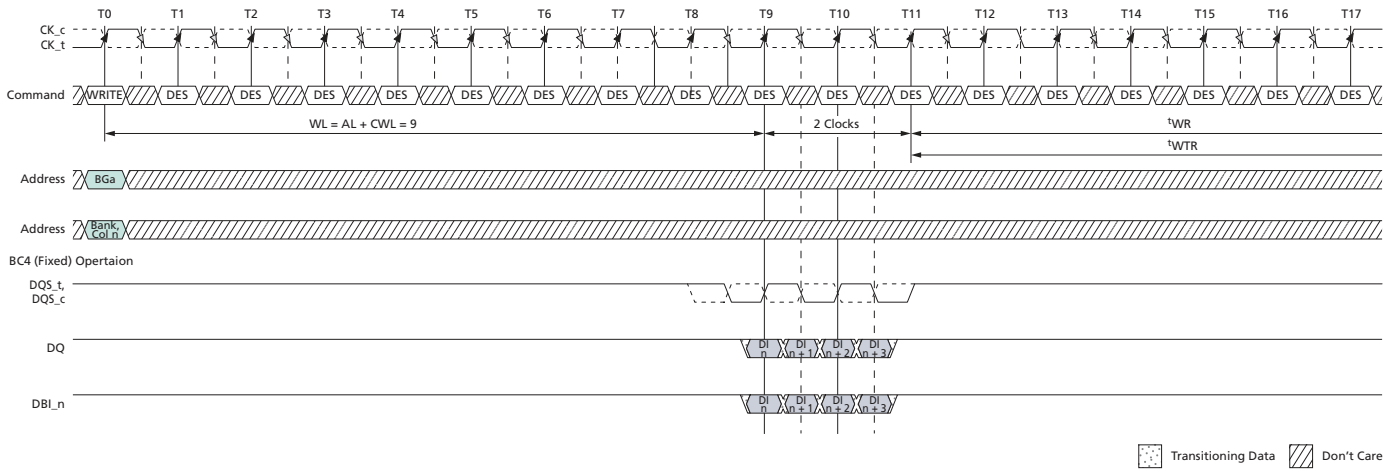 T0 T1 T2 T3 T4 T5 T6 T7 T8 T9 T10 T11 T12 T13 T14 T15 T16 T17
CK_c
CK_t
Command WRITE DES DES DES DES DES DES DES DES DES DES DES DES DES DES DES DES DES
WL = AL + CWL = 9 2 Clocks tWR
tWTR
Address BGa
Address Bank, Col n
BC4 (Fixed) Opertaion
DQS_t,
DQS_c
DQ DI n DI n + 1 DI n + 2 DI n + 3
DBI_n DI n DI n + 1 DI n + 2 DI n + 3
Transitioning Data Don't Care